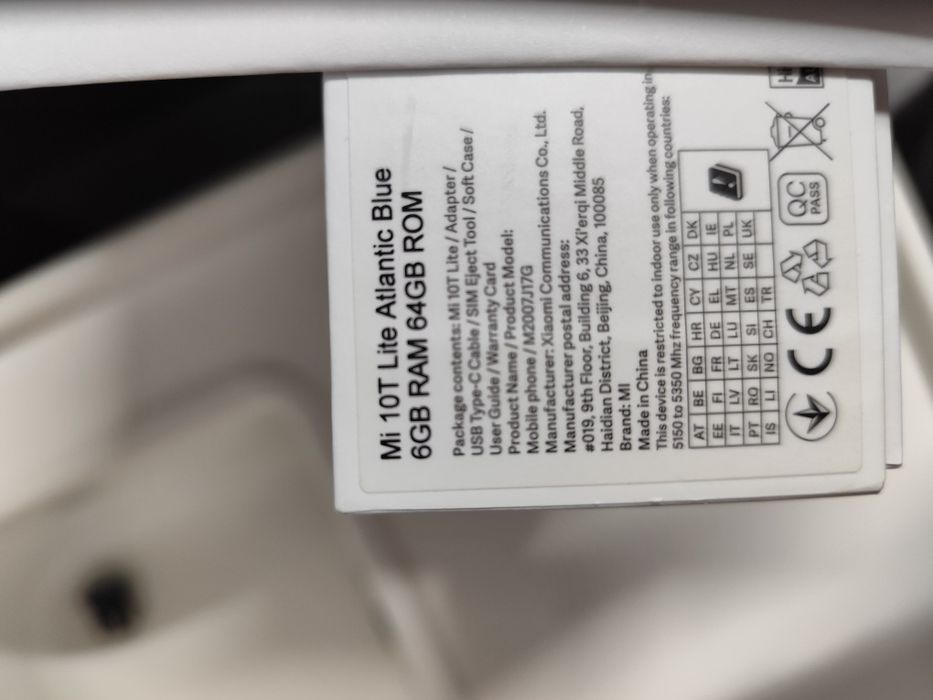 Mi 10T Lite Atlantic Blue
6GB RAM 64GB ROM
Package contents: Mi 10T Lite / Adapter /
USB Type-C Cable / SIM Eject Tool / Soft Case /
User Guide / Warranty Card
Product Name / Product Model:
Mobile phone / M2007J17G
Manufacturer: Xiaomi Communications Co., Ltd.
Manufacturer postal address:
#019, 9th Floor, Building 6, 33 Xi'erqi Middle Road,
Haidian District, Beijing, China, 100085
Brand: MI
Made in China
This device is restricted to indoor use only when operating in
5150 to 5350 Mhz frequency range in following countries:
AT BE BG HR CY CZ DK
EE FI FR DE EL HU IE
IT LV LT LU MT NL PL
PT RO SK SI ES SE UK
IS LI NO CH TR
CE
QC
PASS